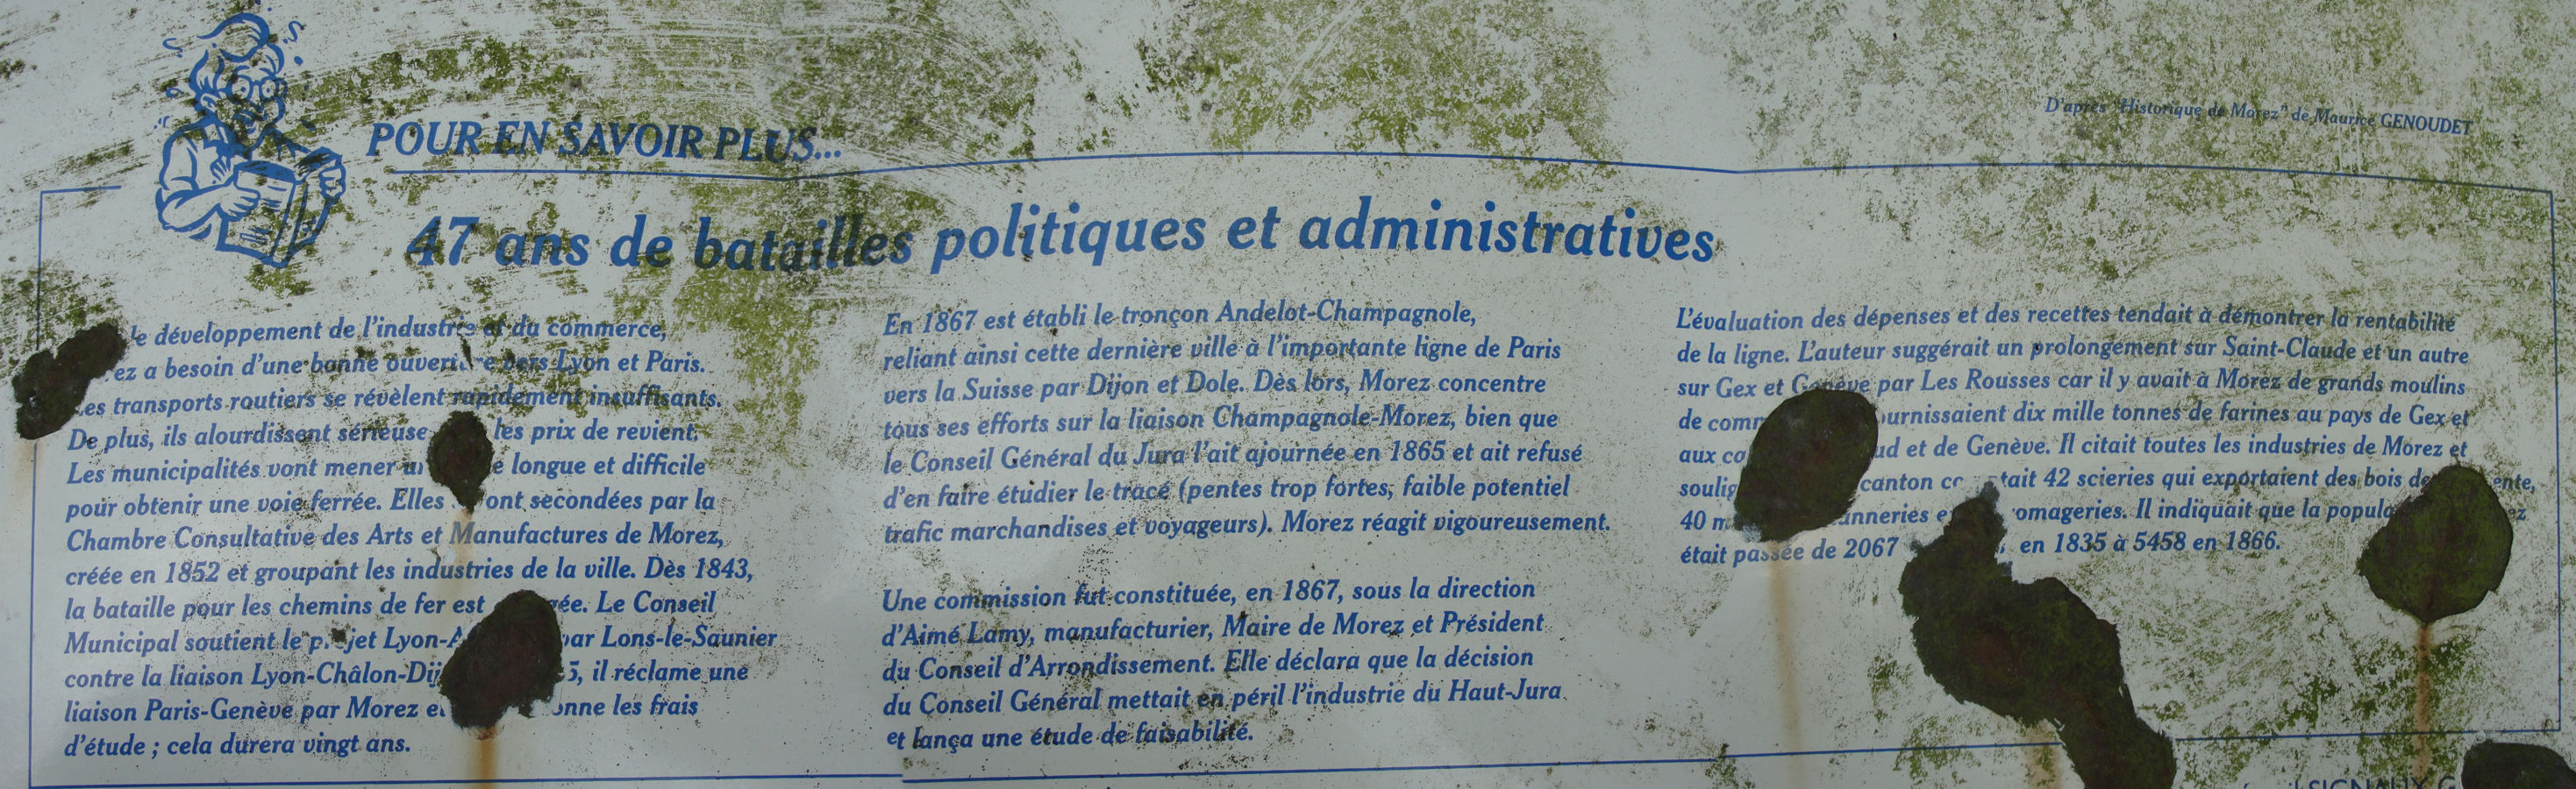 POUR EN SAVOIR PLUS...
D'après "Historique de Morez" de Maurice GENOUDET
47 ans de batailles politiques et administratives
le développement de l'industrie et du commerce,
a besoin d'une bonne ouverture vers Lyon et Paris.
Les transports routiers se révèlent rapidement insuffisants.
De plus, ils alourdissent les prix de revient.
Les municipalités vont mener longue et difficile
pour obtenir une voie ferrée. Elles secondées par la
Chambre Consultative des Arts et Manufactures de Morez,
créée en 1852 et groupant les industries de la ville. Dès 1843,
la bataille pour les chemins de fer est Le Conseil
Municipal soutient le projet par Lons-le-Saunier
contre la liaison il réclame une
liaison Paris-Genève par Morez et les frais
d'étude ; cela durera vingt ans.
En 1867 est établi le tronçon Andelot-Champagnole,
reliant ainsi cette dernière ville à l'importante ligne de Paris
vers la Suisse par Dijon et Dole. Dès lors, Morez concentre
tous ses efforts sur la liaison Champagnole-Morez, bien que
le Conseil Général du Jura l'ait ajournée en 1865 et ait refusé
d'en faire étudier le tracé (pentes trop fortes, faible potentiel
trafic marchandises et voyageurs). Morez réagit vigoureusement.
Une commission fut constituée, en 1867, sous la direction
d'Aimé Lamy, manufacturier, Maire de Morez et Président
du Conseil d'Arrondissement. Elle déclara que la décision
du Conseil Général mettait en péril l'industrie du Haut-Jura
et lança une étude de faisabilité.
L'évaluation des dépenses et des recettes tendait à démontrer la rentabilité
de la ligne. L'auteur suggérait un prolongement sur Saint-Claude et un autre
sur Gex et Genève par Les Rousses car il y avait à Morez de grands moulins
de dix mille tonnes de farines au pays de Gex et
aux et de Genève. Il citait toutes les industries de Morez et
canton 42 scieries qui exportaient des bois de
40 Il indiquait que la
était passée de 2067 en 1835 à 5458 en 1866.